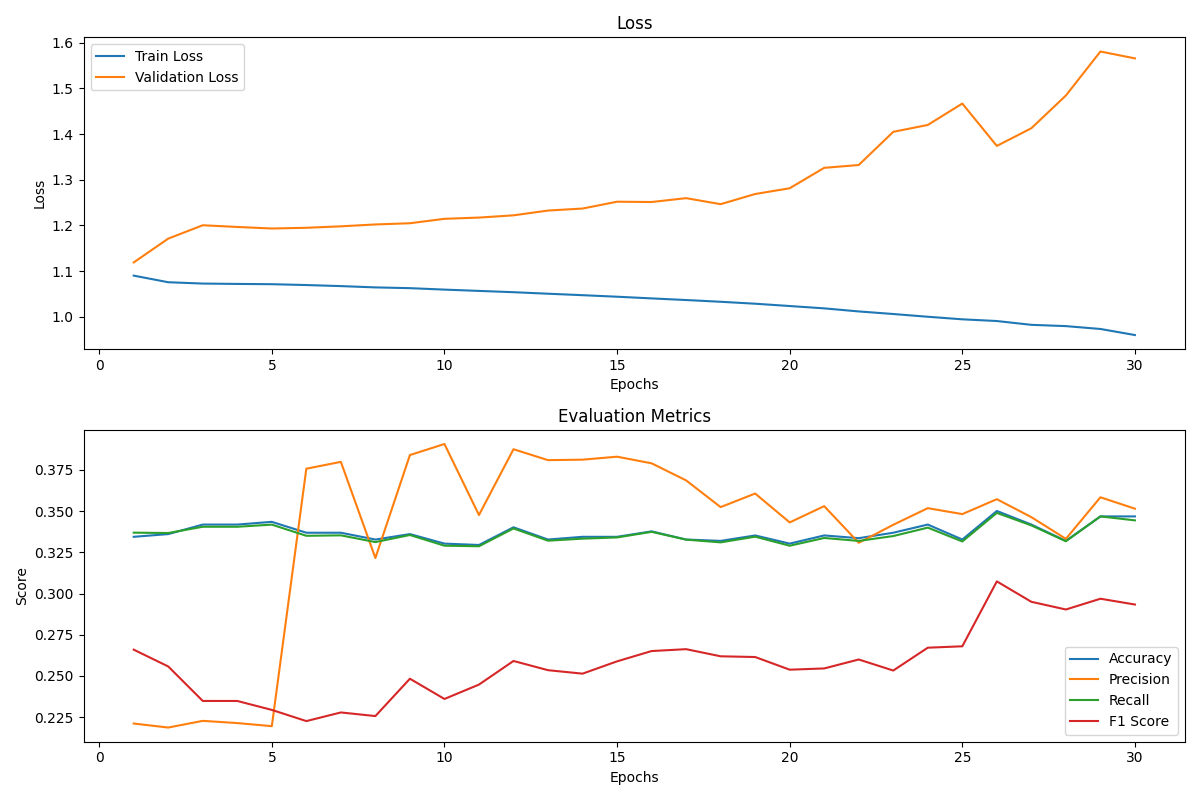 Loss
Train Loss
Validation Loss
1.6
1.5
1.4
1.3
1.2
1.1
1.0
Loss
0 5 10 15 20 25 30
Epochs
Evaluation Metrics
0.375
0.350
0.325
0.300
0.275
0.250
0.225
Score
Accuracy
Precision
Recall
F1 Score
0 5 10 15 20 25 30
Epochs